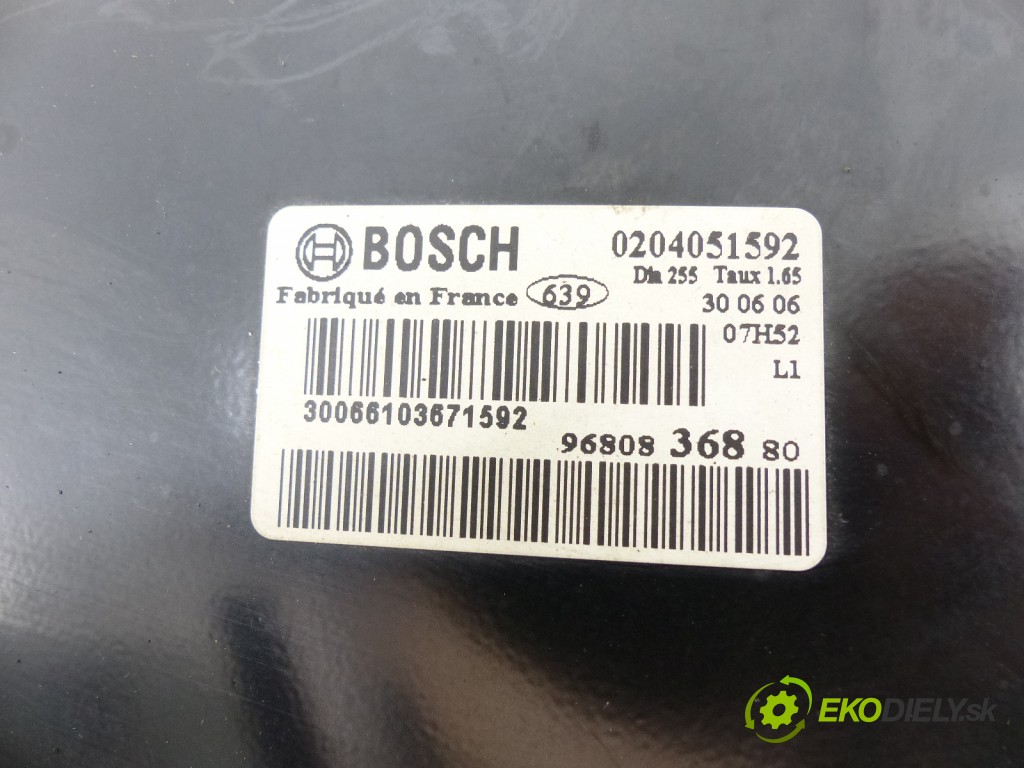 BOSCH 0204051592
Dia 255 Taux 1.65
Fabriqué en France 639 30 06 06
07H52
L1
30066103671592
96808 368 80
EKODIELY.sk